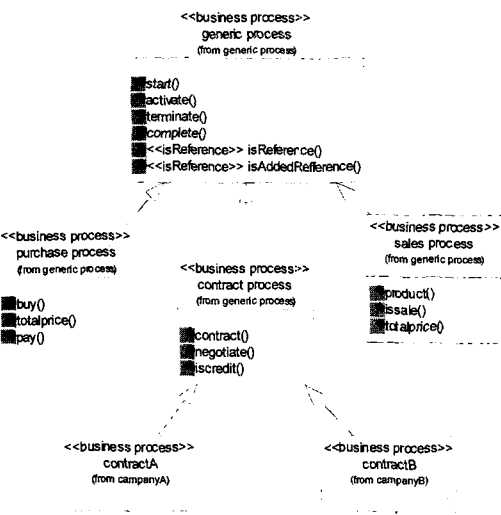 <<business process>>
generic process
(from generic process)
start()
activate()
terminate()
complete()
<<isReference>> isReference()
<<isReference>> isAddedRefference()
<<business process>>
purchase process
(from generic process)
buy()
totalprice()
pay()
<<business process>>
contract process
(from generic process)
contract()
negotiate()
iscredit()
<<business process>>
sales process
(from generic process)
product()
issale()
totalprice()
<<business process>>
contractA
(from campanyA)
<<business process>>
contractB
(from campanyB)